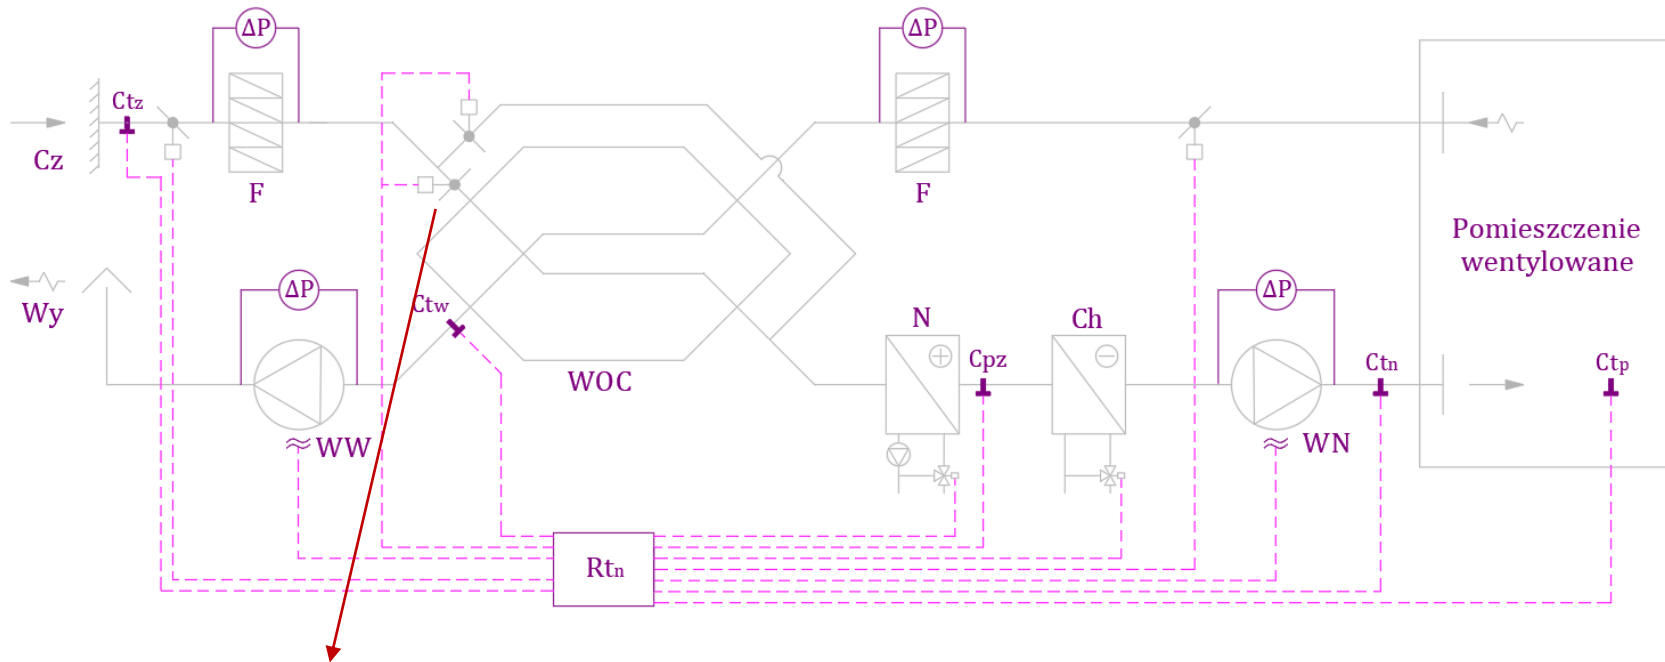 ΔP
ΔP
Ctz
Cz
F
F
Pomieszczenie
wentylowane
ΔP
ΔP
Wy
Ctw
N
Ch
WOC
Cpz
Ctn
Ctp
≈ WW
≈ WN
Rtn